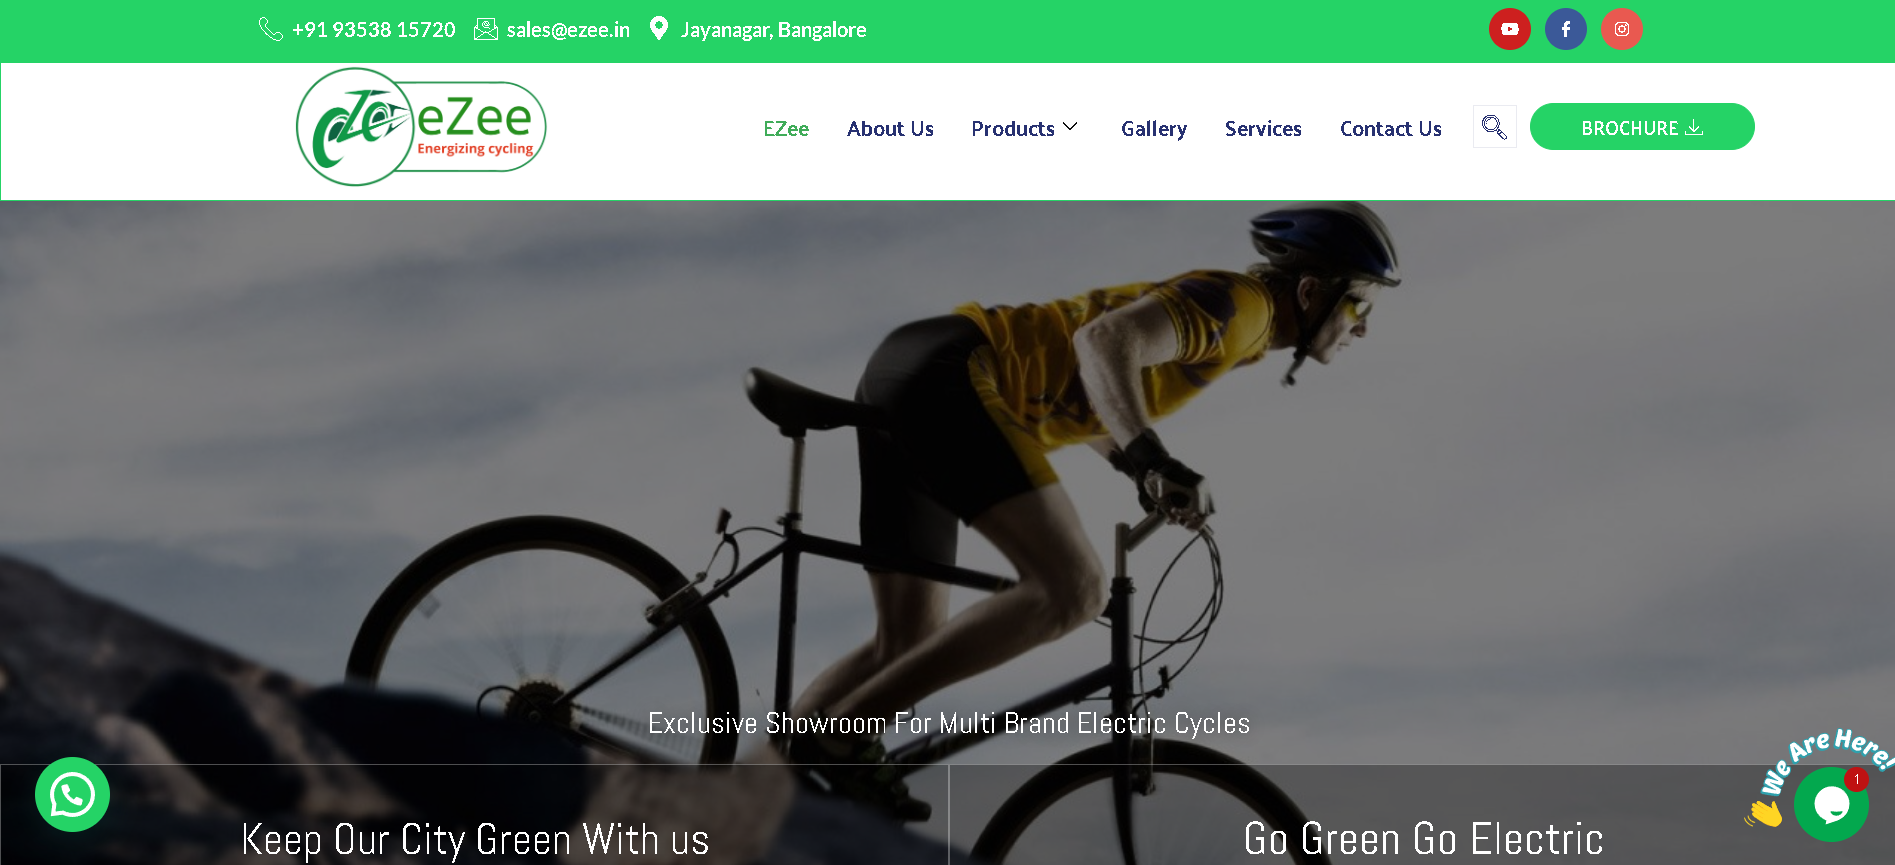 +91 93538 15720 sales@ezee.in Jayanagar, Bangalore
eZee
Energizing cycling
EZee About Us Products Gallery Services Contact Us BROCHURE
Exclusive Showroom For Multi Brand Electric Cycles
We Are Here!
1
Keep Our City Green With us
Go Green Go Electric